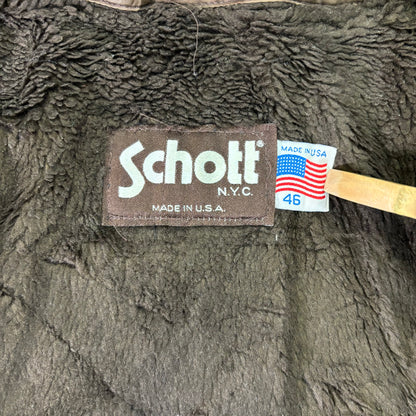 Schott®
N.Y.C.
MADE IN U.S.A.
MADE IN USA
46